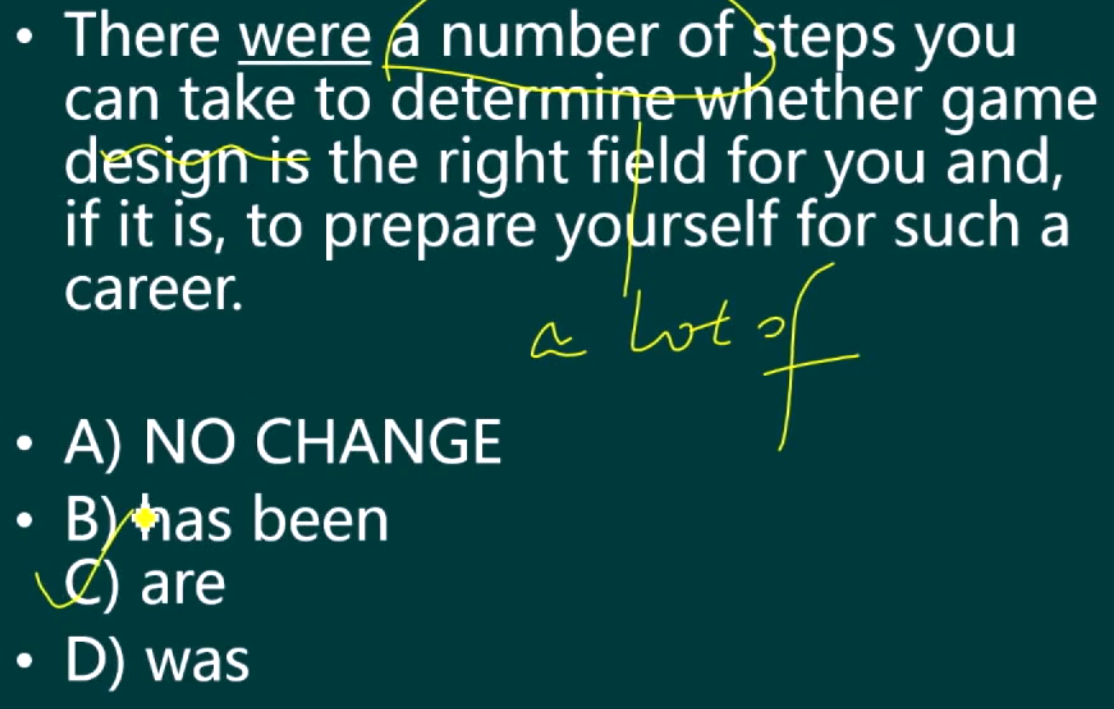 • There were a number of steps you
can take to determine whether game
design is the right field for you and,
if it is, to prepare yourself for such a
career.
a lot of
• A) NO CHANGE
• B) has been
C) are
• D) was